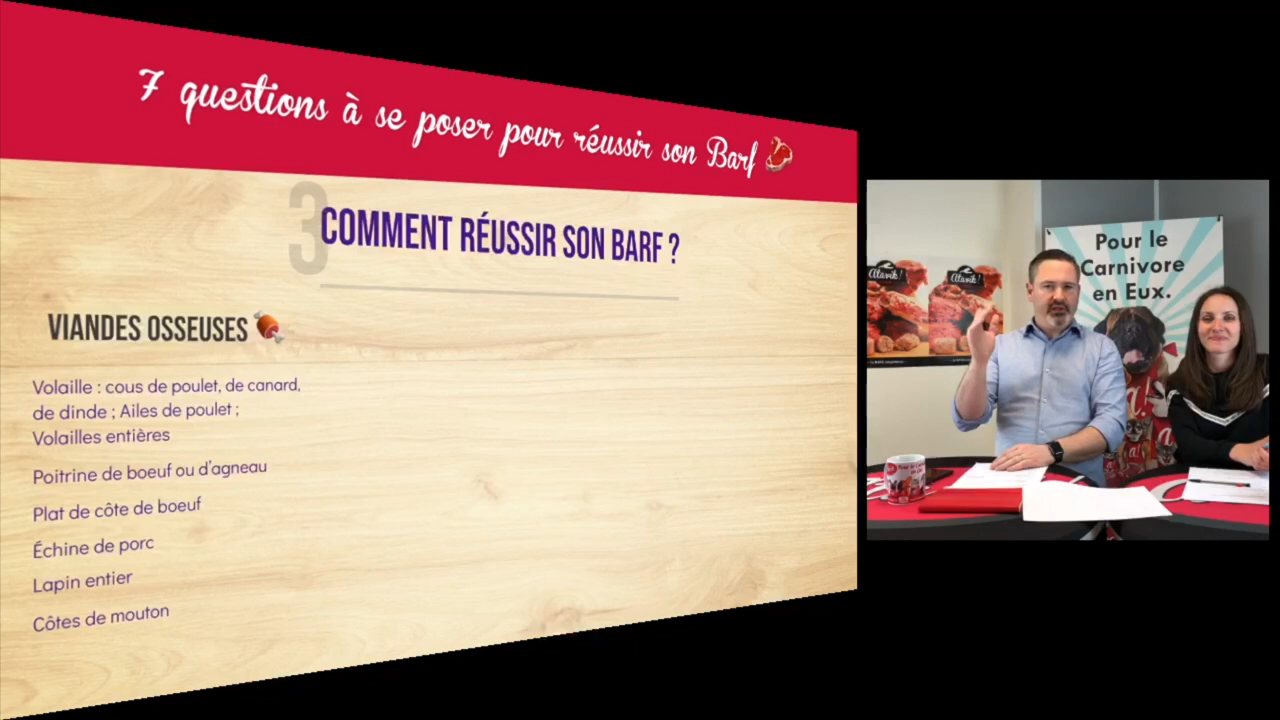 7 questions à se poser pour réussir son Barf
3
COMMENT RÉUSSIR SON BARF ?
VIANDES OSSEUSES
Volaille : cous de poulet, de canard,
de dinde ; Ailes de poulet ;
Volailles entières
Poitrine de boeuf ou d'agneau
Plat de côte de boeuf
Échine de porc
Lapin entier
Côtes de mouton
Pour le
Carnivore
en Eux.
Atavik!
Atavik!